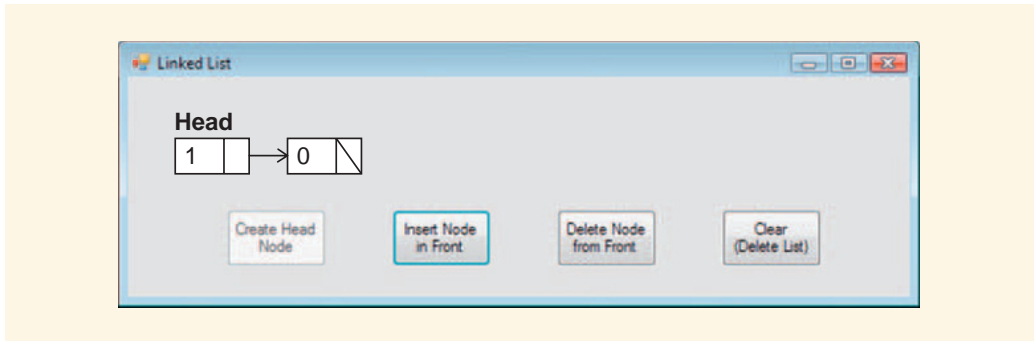 Linked List
Head
1 0
Create Head
Node
Insert Node
in Front
Delete Node
from Front
Clear
(Delete List)